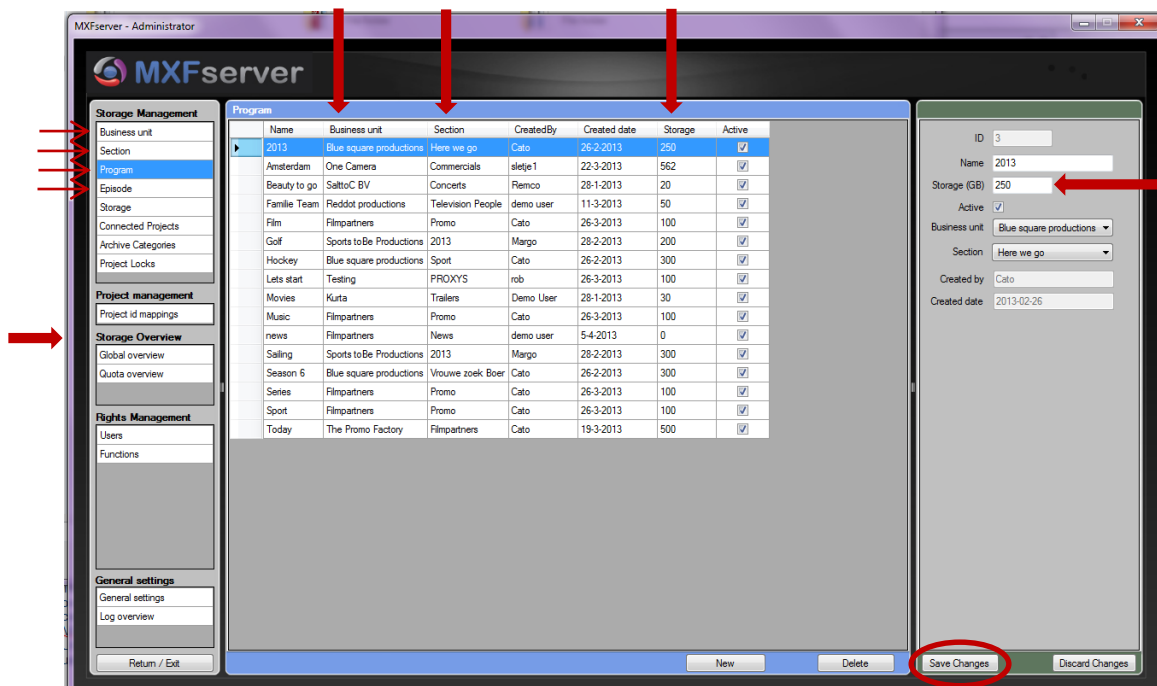 MXFserver - Administrator
MXFserver
Storage Management
Business unit
Section
Program
Episode
Storage
Connected Projects
Archive Categories
Project Locks
Project management
Project id mappings
Storage Overview
Global overview
Quota overview
Rights Management
Users
Functions
General settings
General settings
Log overview
Return / Exit
Program
Name Business unit Section CreatedBy Created date Storage Active
2013 Blue square productions Here we go Cato 26-2-2013 250
Amsterdam One Camera Commercials sletje1 22-3-2013 562
Beauty to go SalttoC BV Concerts Remco 28-1-2013 20
Familie Team Reddot productions Television People demo user 11-3-2013 50
Film Filmpartners Promo Cato 26-3-2013 100
Golf Sports toBe Productions 2013 Margo 28-2-2013 200
Hockey Blue square productions Sport Cato 26-2-2013 300
Lets start Testing PROXYS rob 26-3-2013 100
Movies Kurta Trailers Demo User 28-1-2013 30
Music Filmpartners Promo Cato 26-3-2013 100
news Filmpartners News demo user 5-4-2013 0
Sailing Sports toBe Productions 2013 Margo 28-2-2013 300
Season 6 Blue square productions Vrouwe zoek Boer Cato 26-2-2013 300
Series Filmpartners Promo Cato 26-3-2013 100
Sport Filmpartners Promo Cato 26-3-2013 100
Today The Promo Factory Filmpartners Cato 19-3-2013 500
New Delete
ID 3
Name 2013
Storage (GB) 250
Active
Business unit Blue square productions
Section Here we go
Created by Cato
Created date 2013-02-26
Save Changes Discard Changes